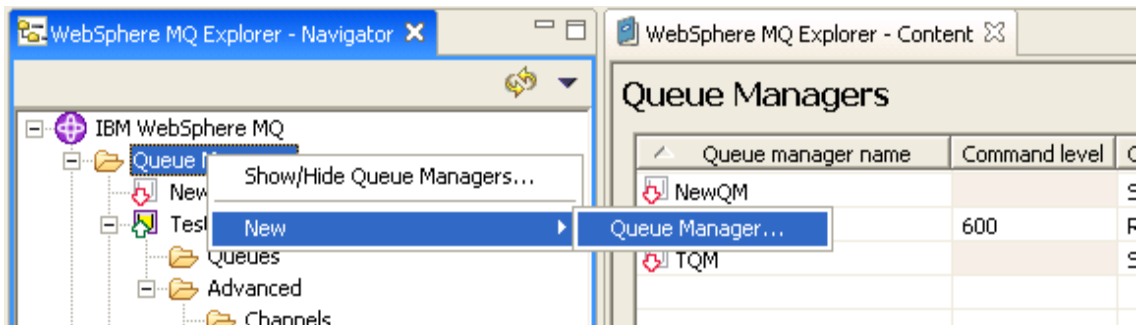 WebSphere MQ Explorer - Navigator
WebSphere MQ Explorer - Content
Queue Managers
IBM WebSphere MQ
Queue
Show/Hide Queue Managers...
New
Queue Manager...
New
Queues
Advanced
Channels
Queue manager name Command level
NewQM
600
TQM